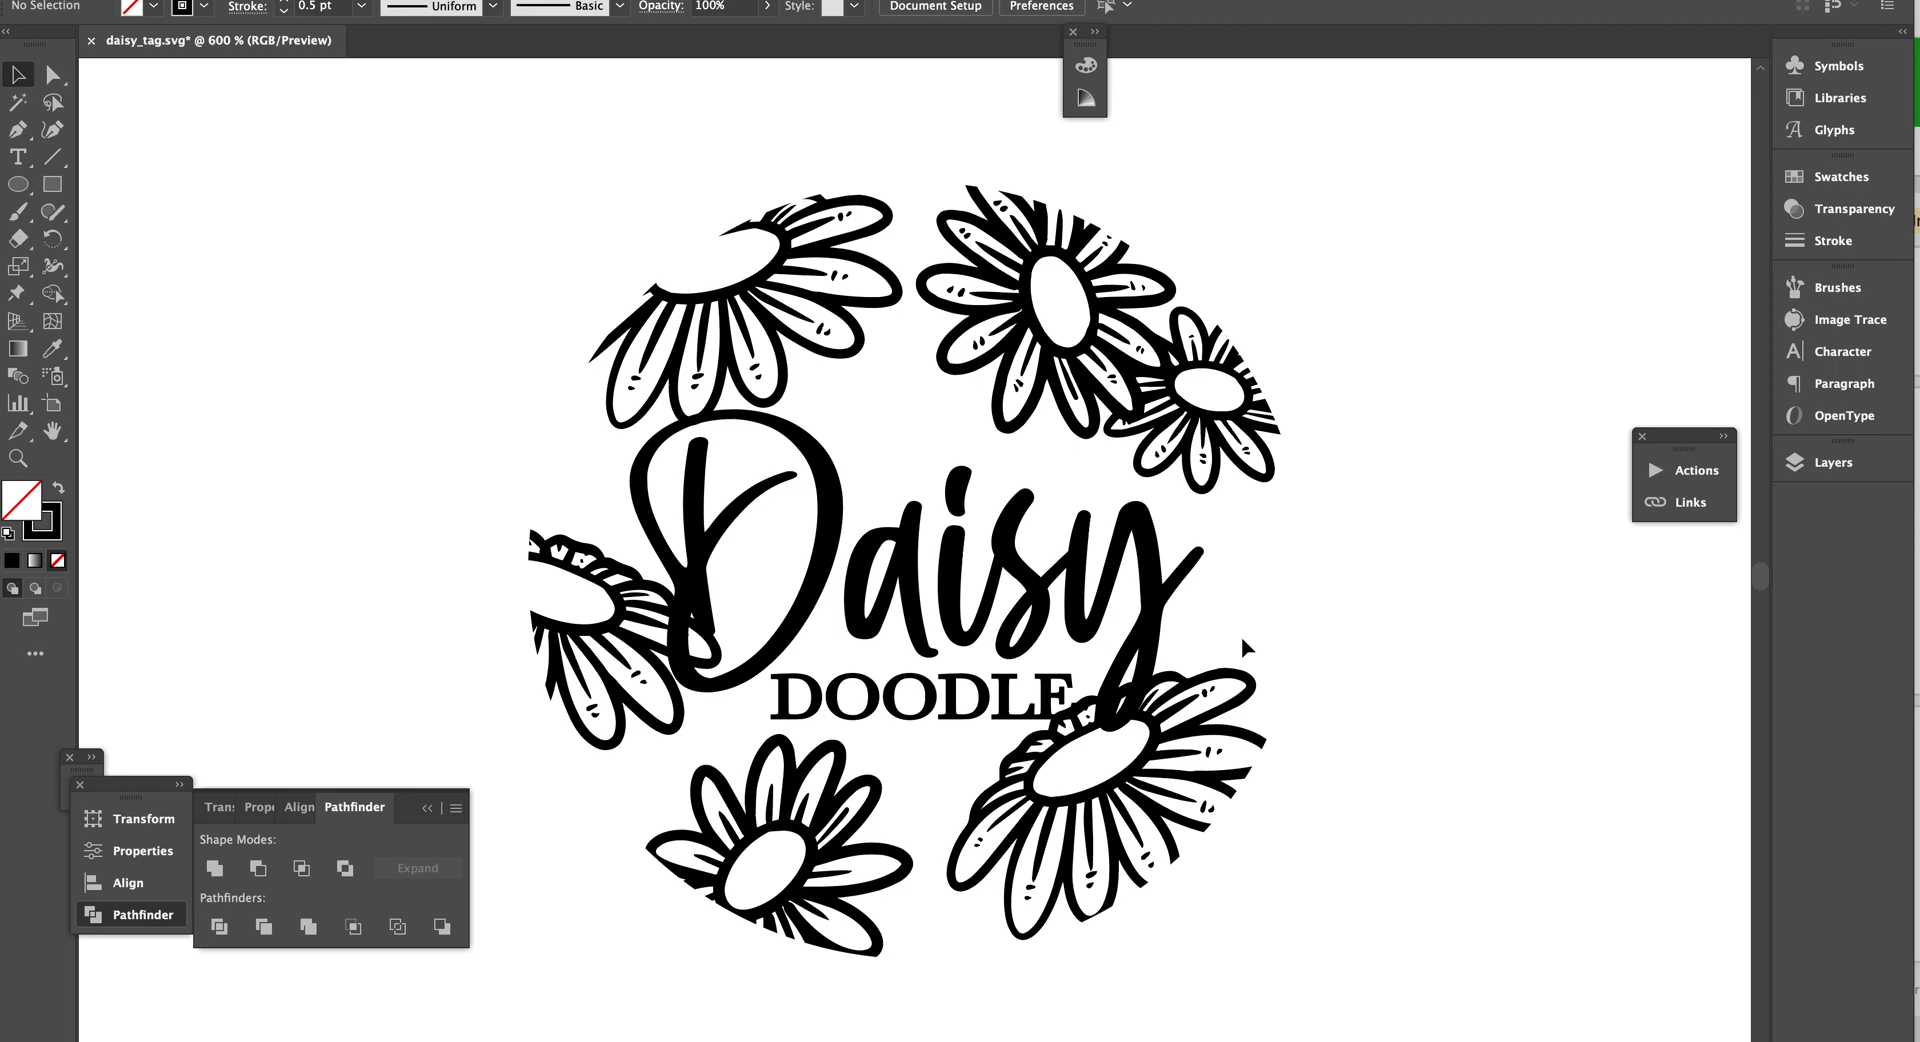 No Selection
Stroke: 0.5 pt Uniform Basic Opacity: 100% Style: Document Setup Preferences
daisy_tag.svg* @ 600 % (RGB/Preview)
Symbols
Libraries
Glyphs
Swatches
Transparency
Stroke
Brushes
Image Trace
Character
Paragraph
OpenType
Layers
Actions
Links
Daisy
DOODLE
Transform
Properties
Align
Pathfinder
Tran Prope Align Pathfinder
Shape Modes:
Expand
Pathfinders: